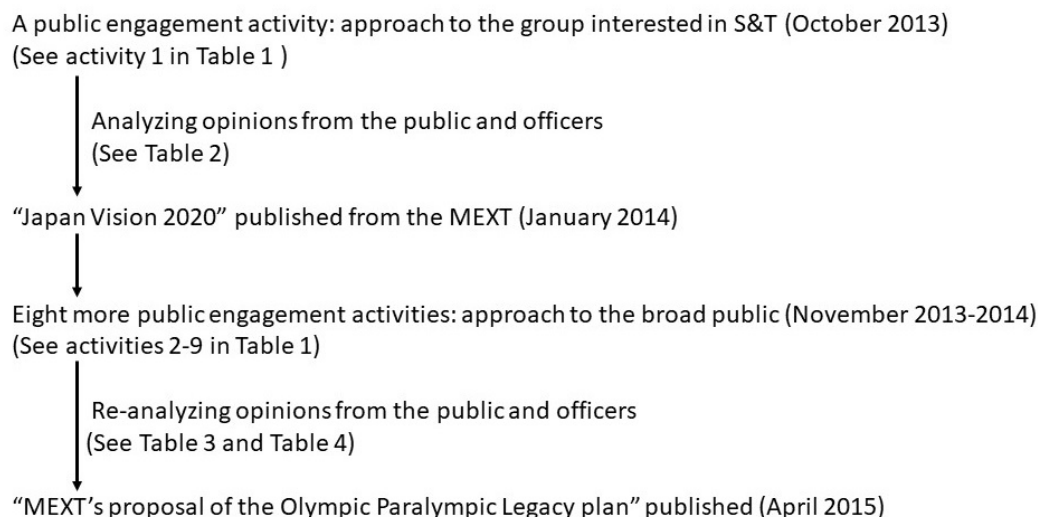 A public engagement activity: approach to the group interested in S&T (October 2013)
(See activity 1 in Table 1 )
Analyzing opinions from the public and officers
(See Table 2)
“Japan Vision 2020” published from the MEXT (January 2014)
Eight more public engagement activities: approach to the broad public (November 2013-2014)
(See activities 2-9 in Table 1)
Re-analyzing opinions from the public and officers
(See Table 3 and Table 4)
“MEXT’s proposal of the Olympic Paralympic Legacy plan” published (April 2015)